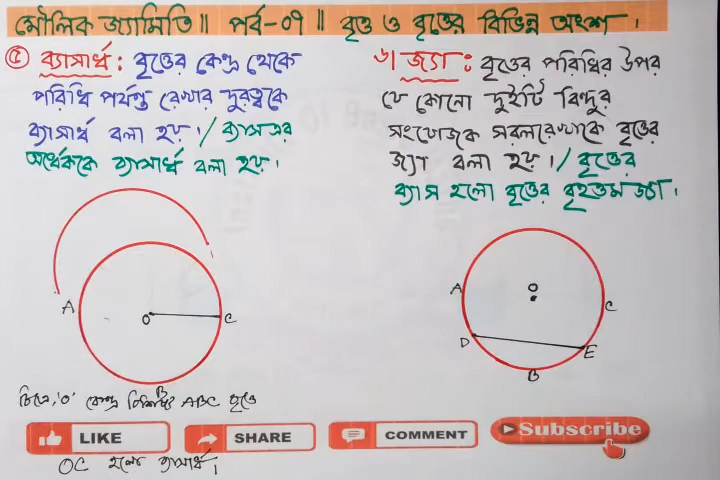 মৌলিক জ্যামিতি॥ পর্ব-০৭॥ বৃত্ত ও বৃত্তের বিভিন্ন অংশ।
৫ ব্যাসার্ধ: বৃত্তের কেন্দ্র থেকে
পরিধি পর্যন্ত রেখার দূরত্বকে
ব্যাসার্ধ বলা হয়।/ব্যাসের
অর্ধেককে ব্যাসার্ধ বলা হয়।
৬। জ্যা: বৃত্তের পরিধির উপর
যে কোনো দুইটি বিন্দুর
সংযোজক সরলরেখাকে বৃত্তের
জ্যা বলা হয়।/বৃত্তের
ব্যাস হলো বৃত্তের বৃহত্তম জ্যা।
A
O
C
B
A
O
C
D
E
B
চিত্রে, 'O' কেন্দ্র বিশিষ্ট ABC বৃত্তে
OC হলো ব্যাসার্ধ।
LIKE
SHARE
COMMENT
Subscribe